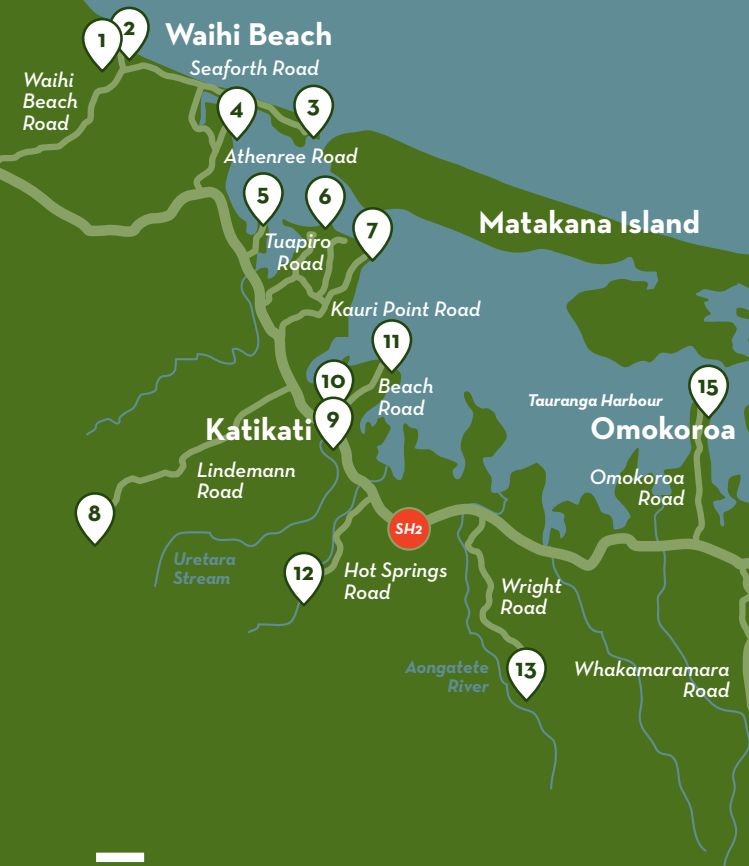 1
2
Waihi Beach
Seaforth Road
Waihi
Beach
Road
4
3
Athenree Road
5
6
7
Matakana Island
Tuapiro
Road
Kauri Point Road
11
10
Beach
Road
15
Tauranga Harbour
9
Katikati
Omokoroa
Lindemann
Road
Omokoroa
Road
8
SH2
Uretara
Stream
12
Hot Springs
Road
Wright
Road
Aongatete
River
13
Whakamaramara
Road